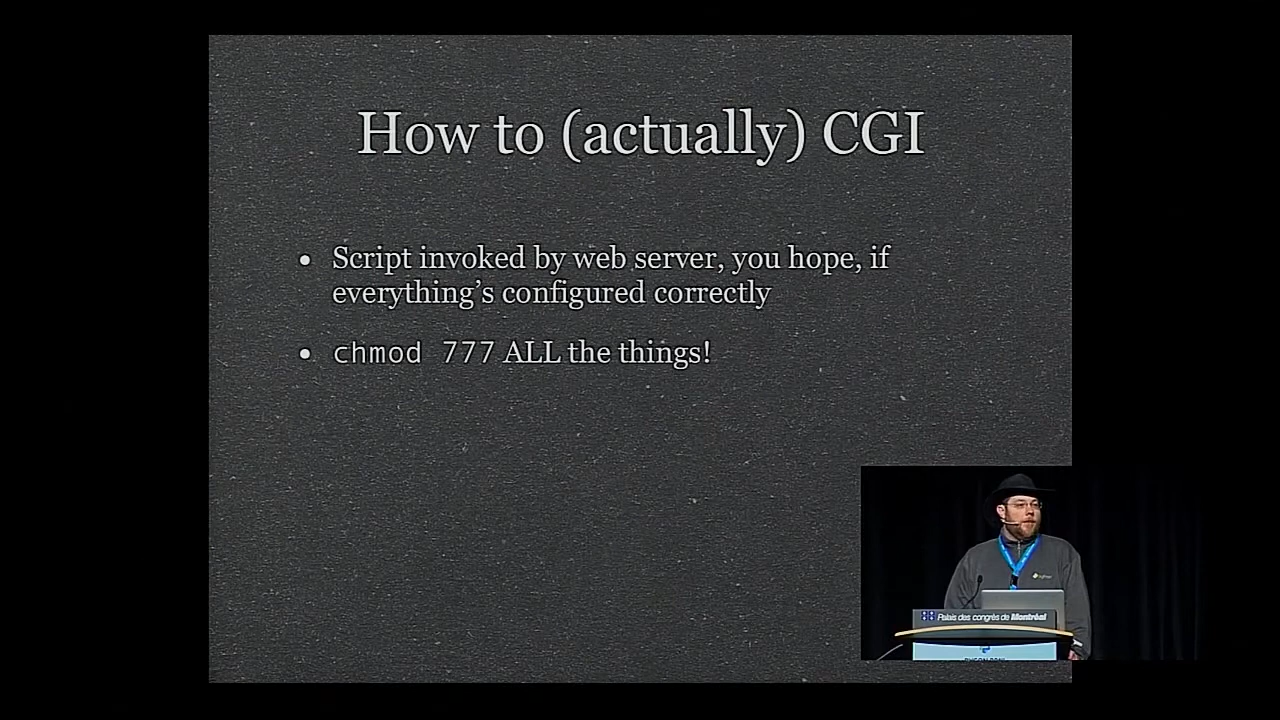 How to (actually) CGI
• Script invoked by web server, you hope, if
everything’s configured correctly
• chmod 777 ALL the things!
Palais des congrès de Montréal